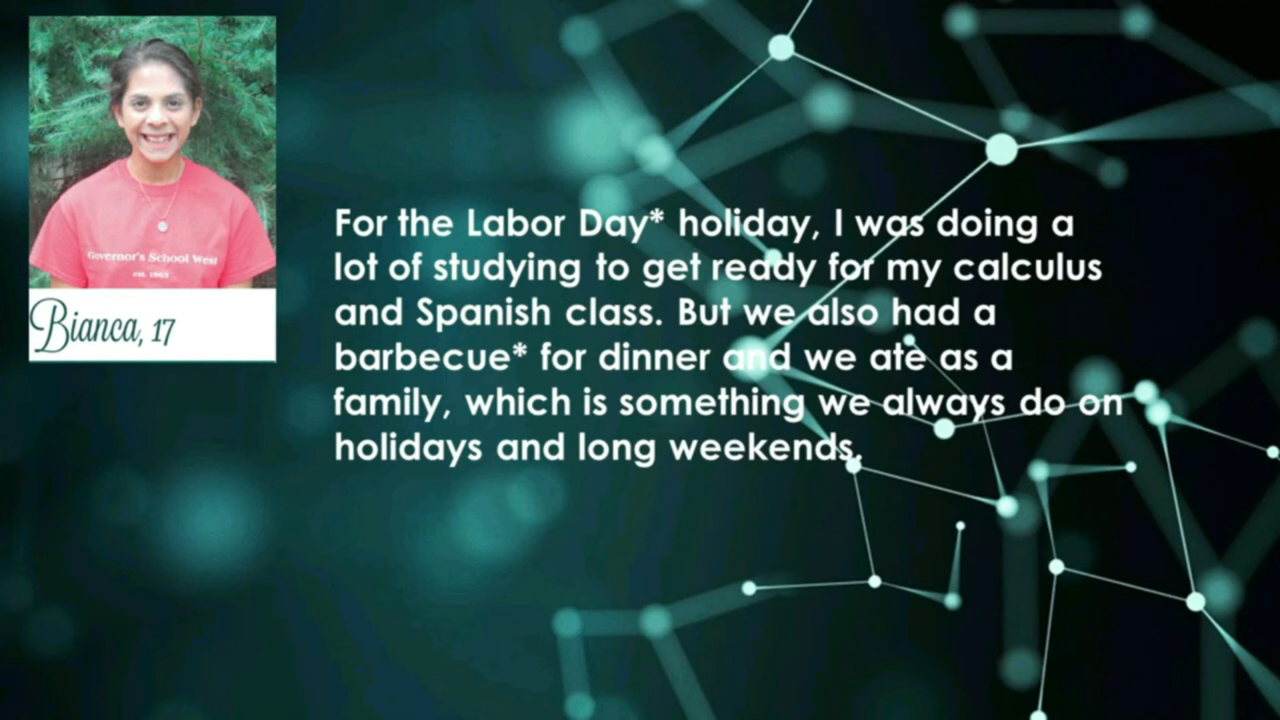 Governor's School West
est. 1963
Bianca, 17
For the Labor Day* holiday, I was doing a
lot of studying to get ready for my calculus
and Spanish class. But we also had a
barbecue* for dinner and we ate as a
family, which is something we always do on
holidays and long weekends.